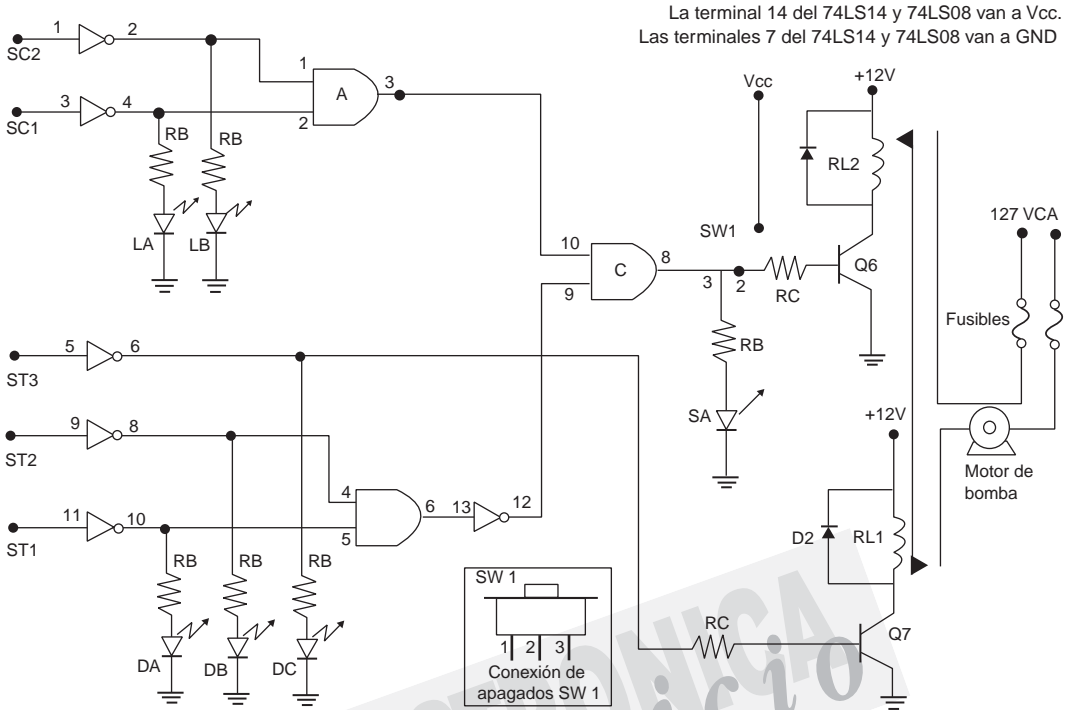 La terminal 14 del 74LS14 y 74LS08 van a Vcc.
Las terminales 7 del 74LS14 y 74LS08 van a GND
SC2
1
2
SC1
3
4
1
2
A
3
RB
RB
LA
LB
Vcc
SW1
+12V
RL2
127 VCA
10
9
C
8
3
2
RC
Q6
Fusibles
RB
SA
ST3
5
6
ST2
9
8
ST1
11
10
4
5
6
13
12
RB
RB
RB
DA
DB
DC
+12V
Motor de
bomba
D2
RL1
SW 1
1 2 3
Conexión de
apagados SW 1
RC
Q7
icio